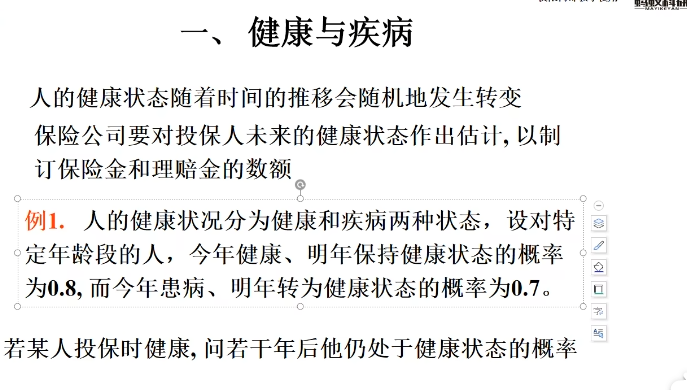 一、健康与疾病
人的健康状态随着时间的推移会随机地发生转变
保险公司要对投保人未来的健康状态作出估计, 以制
订保险金和理赔金的数额
例1. 人的健康状况分为健康和疾病两种状态，设对特
定年龄段的人，今年健康、明年保持健康状态的概率
为0.8, 而今年患病、明年转为健康状态的概率为0.7。
若某人投保时健康, 问若干年后他仍处于健康状态的概率